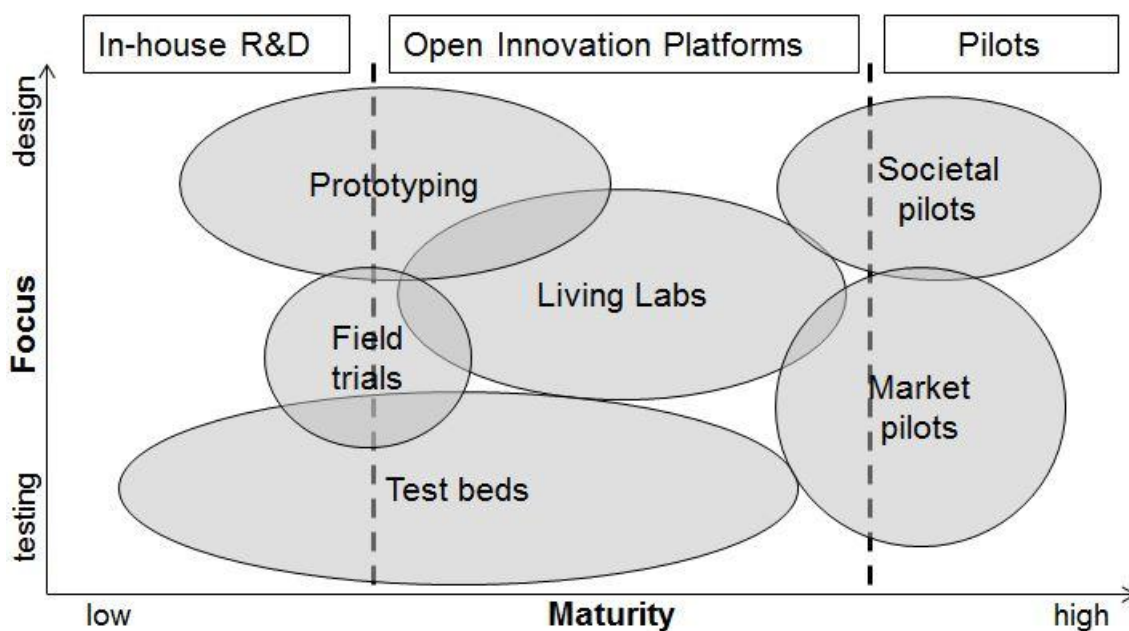 In-house R&D
Open Innovation Platforms
Pilots
design
Focus
testing
Prototyping
Societal
pilots
Living Labs
Field
trials
Market
pilots
Test beds
low
Maturity
high